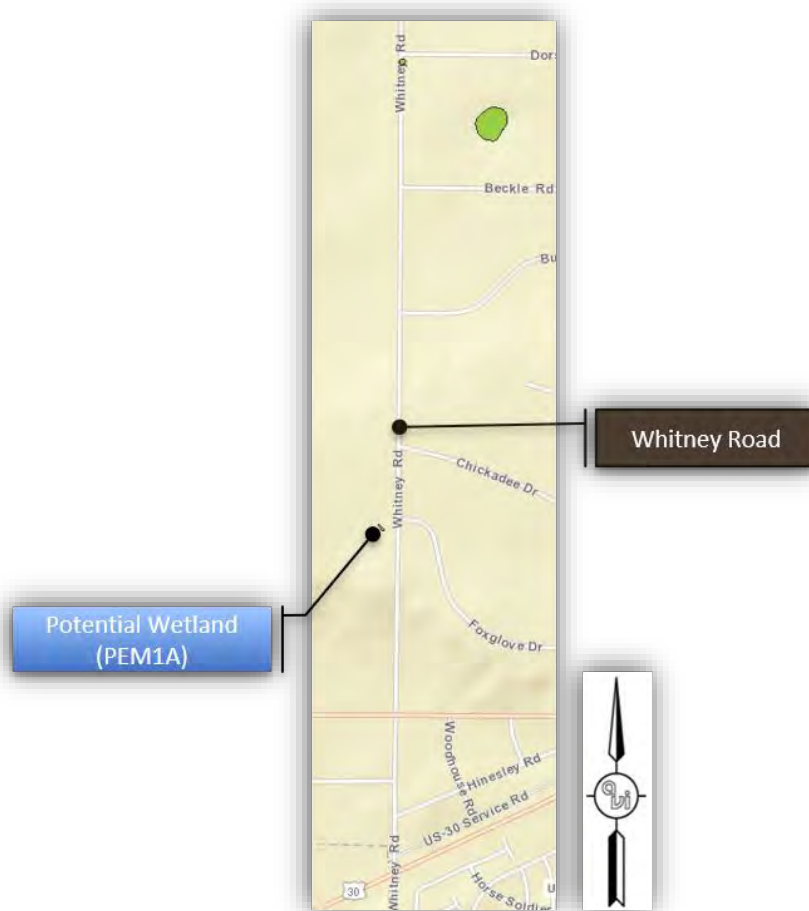 Whitney Rd
Dors
Beckle Rd
Bu
Whitney Road
Chickadee Dr
Whitney Rd
Potential Wetland
(PEM1A)
Foxglove Dr
Woodhouse Rd
Hinesley Rd
US-30 Service Rd
Whitney Rd
30
Horse Soldier
U